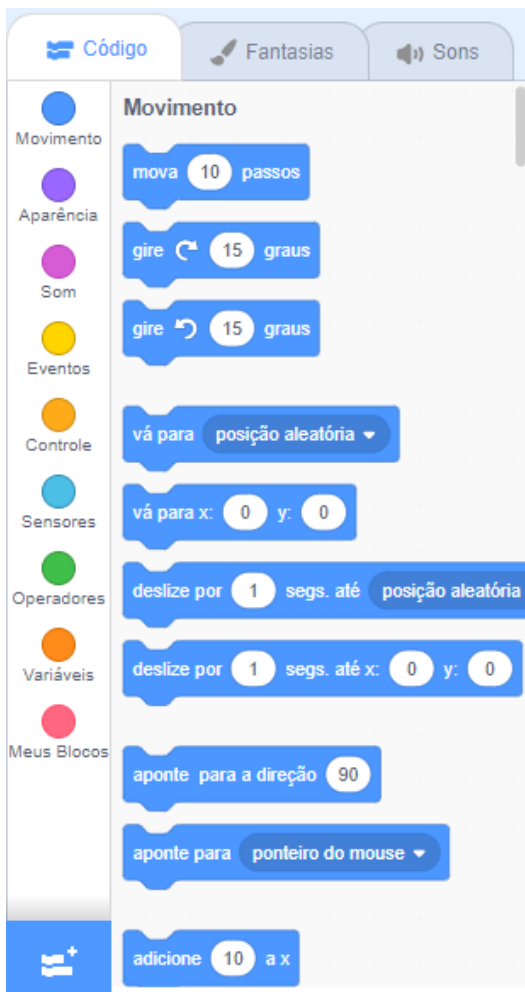 Código Fantasias Sons
Movimento
Aparência
Som
Eventos
Controle
Sensores
Operadores
Variáveis
Meus Blocos
Movimento
mova 10 passos
gire 15 graus
gire 15 graus
vá para posição aleatória
vá para x: 0 y: 0
deslize por 1 segs. até posição aleatória
deslize por 1 segs. até x: 0 y: 0
aponte para a direção 90
aponte para ponteiro do mouse
adicione 10 a x